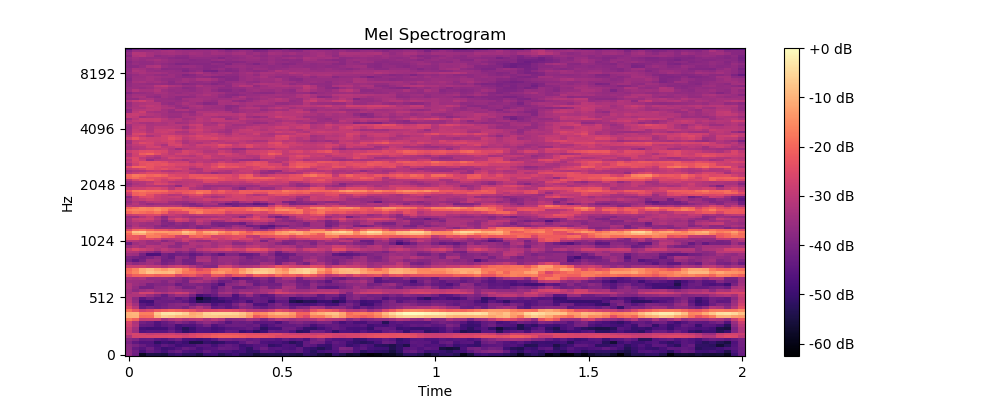 Mel Spectrogram
Hz
8192
4096
2048
1024
512
0
0
0.5
1
1.5
2
Time
+0 dB
-10 dB
-20 dB
-30 dB
-40 dB
-50 dB
-60 dB